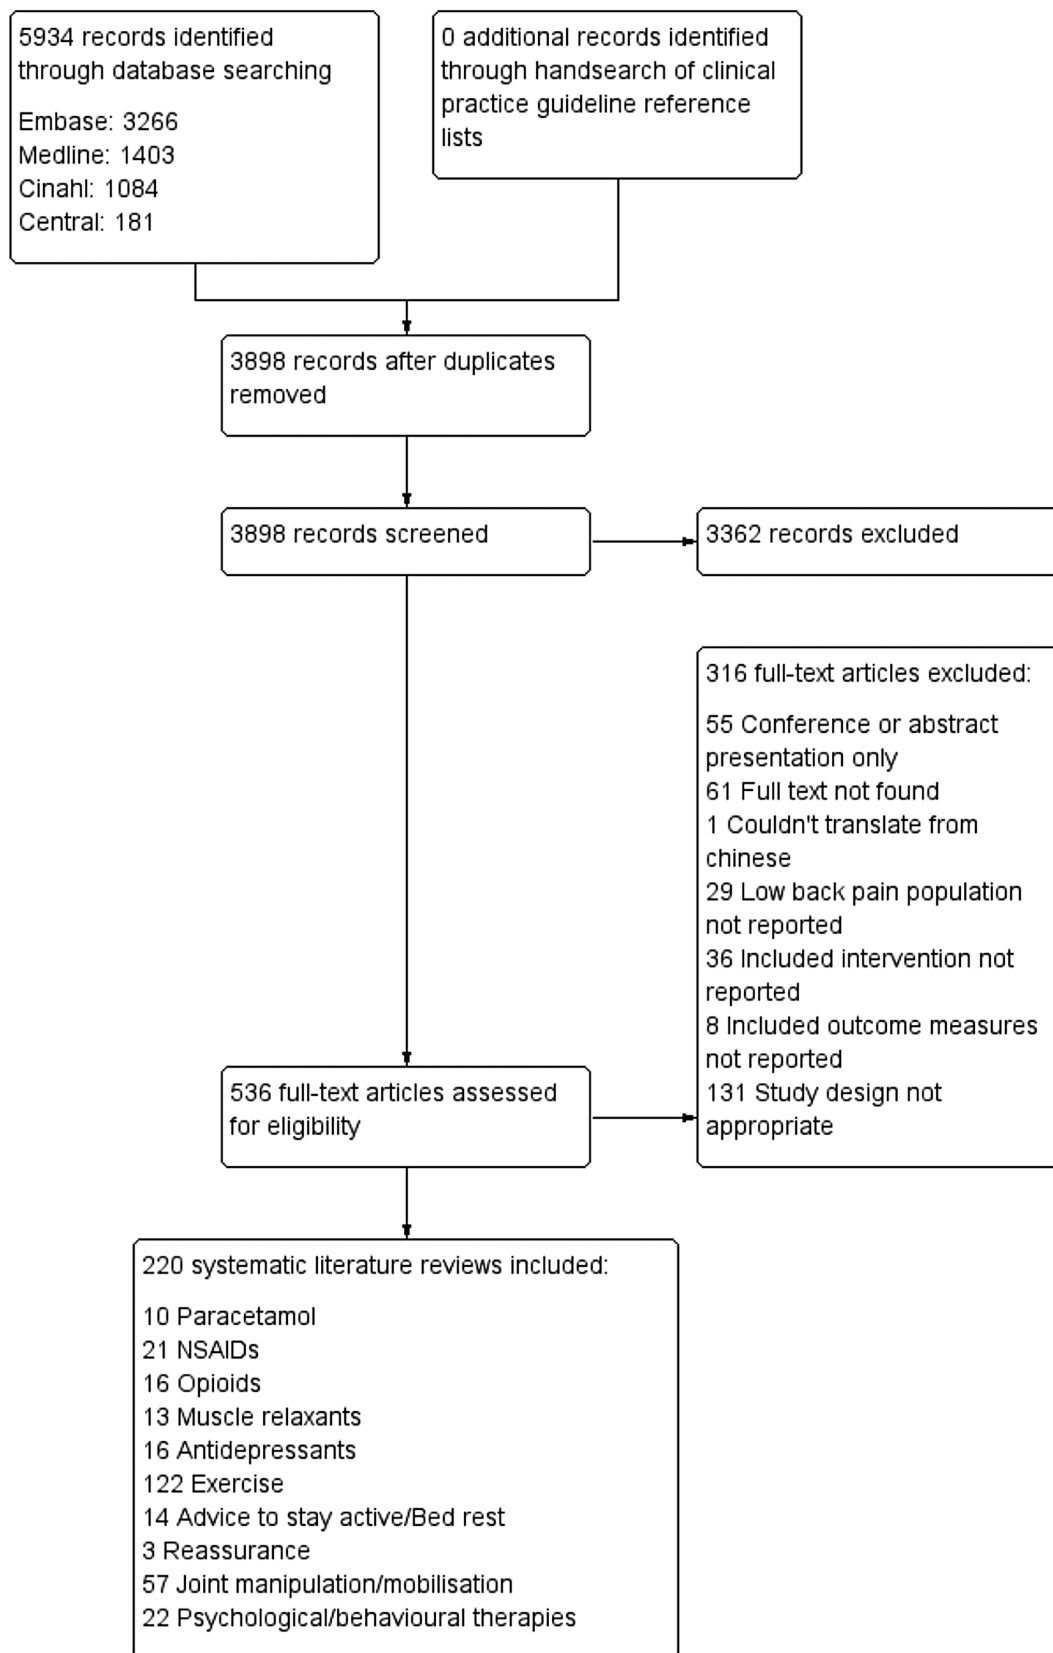 5934 records identified
through database searching
Embase: 3266
Medline: 1403
Cinahl: 1084
Central: 181
0 additional records identified
through handsearch of clinical
practice guideline reference
lists
3898 records after duplicates
removed
3898 records screened
3362 records excluded
316 full-text articles excluded:
55 Conference or abstract
presentation only
61 Full text not found
1 Couldn't translate from
chinese
29 Low back pain population
not reported
36 Included intervention not
reported
8 Included outcome measures
not reported
131 Study design not
appropriate
536 full-text articles assessed
for eligibility
220 systematic literature reviews included:
10 Paracetamol
21 NSAIDs
16 Opioids
13 Muscle relaxants
16 Antidepressants
122 Exercise
14 Advice to stay active/Bed rest
3 Reassurance
57 Joint manipulation/mobilisation
22 Psychological/behavioural therapies